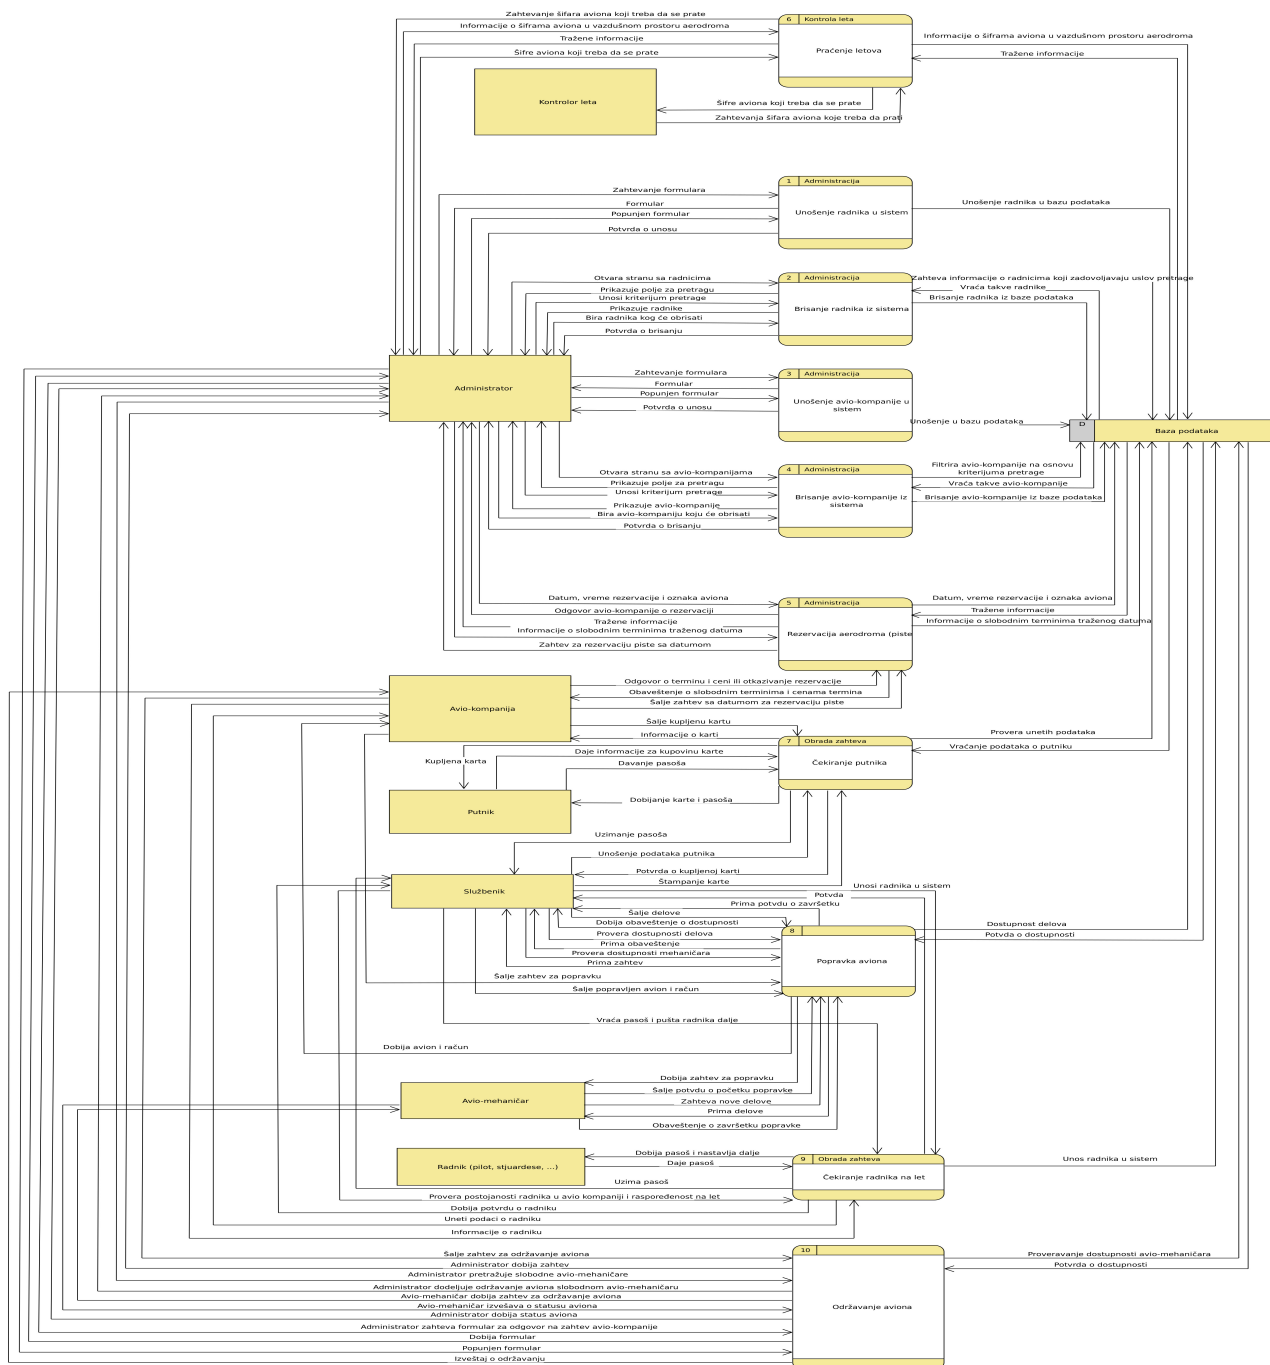 Zahtevanje šifara aviona koji treba da se prate
Informacije o šiframa aviona u vazdušnom prostoru aerodroma
Tražene informacije
Šifre aviona koji treba da se prate
6 Kontrola leta
Praćenje letova
Informacije o šiframa aviona u vazdušnom prostoru aerodroma
Tražene informacije
Kontrolor leta
Šifre aviona koji treba da se prate
Zahtevanja šifara aviona koje treba da prati
Zahtevanje formulara
Formular
Popunjen formular
Potvrda o unosu
1 Administracija
Unošenje radnika u sistem
Unošenje radnika u bazu podataka
Otvara stranu sa radnicima
Prikazuje polje za pretragu
Unosi kriterijum pretrage
Prikazuje radnike
Bira radnika kog će obrisati
Potvrda o brisanju
2 Administracija
Brisanje radnika iz sistema
Zahteva informacije o radnicima koji zadovoljavaju uslov pretrage
Vraća takve radnike
Brisanje radnika iz baze podataka
Administrator
Zahtevanje formulara
Formular
Popunjen formular
Potvrda o unosu
3 Administracija
Unošenje avio-kompanije u
sistem
Unošenje u bazu podataka
D
Baza podataka
Otvara stranu sa avio-kompanijama
Prikazuje polje za pretragu
Unosi kriterijum pretrage
Prikazuje avio-kompanije
Bira avio-kompaniju koju će obrisati
Potvrda o brisanju
4 Administracija
Brisanje avio-kompanije iz
sistema
Filtrira avio-kompanije na osnovu
kriterijuma pretrage
Vraća takve avio-kompanije
Brisanje avio-kompanije iz baze podataka
Datum, vreme rezervacije i oznaka aviona
Odgovor avio-kompanije o rezervaciji
Tražene informacije
Informacije o slobodnim terminima traženog datuma
Zahtev za rezervaciju piste sa datumom
5 Administracija
Rezervacija aerodroma (piste
Datum, vreme rezervacije i oznaka aviona
Tražene informacije
Informacije o slobodnim terminima traženog datuma
Avio-kompanija
Odgovor o terminu i ceni ili otkazivanje rezervacije
Obaveštenje o slobodnim terminima i cenama termina
Šalje zahtev sa datumom za rezervaciju piste
Šalje kupljenu kartu
Informacije o karti
Kupljena karta
Daje informacije za kupovinu karte
Davanje pasoša
7 Obrada zahteva
Čekiranje putnika
Provera unetih podataka
Vraćanje podataka o putniku
Putnik
Dobijanje karte i pasoša
Uzimanje pasoša
Unošenje podataka putnika
Potvrda o kupljenoj karti
Štampanje karte
Službenik
Unosi radnika u sistem
Potvda
Prima potvdu o završetku
Šalje delove
Dobija obaveštenje o dostupnosti
Provera dostupnosti delova
Prima obaveštenje
Provera dostupnosti mehaničara
Prima zahtev
Šalje zahtev za popravku
Šalje popravljen avion i račun
8
Popravka aviona
Dostupnost delova
Potvda o dostupnosti
Vraća pasoš i pušta radnika dalje
Dobija avion i račun
Avio-mehaničar
Dobija zahtev za popravku
Šalje potvdu o početku popravke
Zahteva nove delove
Prima delove
Obaveštenje o završetku popravke
Radnik (pilot, stjuardese, ...)
Dobija pasoš i nastavlja dalje
Daje pasoš
Uzima pasoš
Provera postojanosti radnika u avio kompaniji i raspoređenost na let
Dobija potvrdu o radniku
Uneti podaci o radniku
Informacije o radniku
9 Obrada zahteva
Čekiranje radnika na let
Unos radnika u sistem
Šalje zahtev za održavanje aviona
Administrator dobija zahtev
Administrator pretražuje slobodne avio-mehaničare
Administrator dodeljuje održavanje aviona slobodnom avio-mehaničaru
Avio-mehaničar dobija zahtev za održavanje aviona
Avio-mehaničar izvešava o statusu aviona
Administrator dobija status aviona
Administrator zahteva formular za odgovor na zahtev avio-kompanije
Dobija formular
Popunjen formular
Izveštaj o održavanju
10
Održavanje aviona
Proveravanje dostupnosti avio-mehaničara
Potvrda o dostupnosti